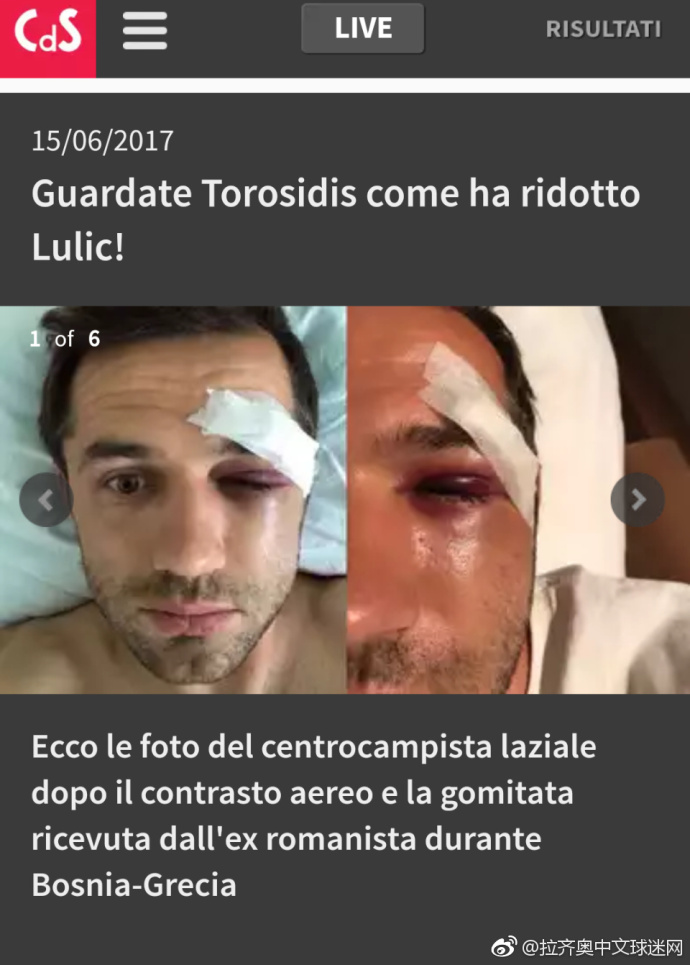 CdS
LIVE
RISULTATI
15/06/2017
Guardate Torosidis come ha ridotto
Lulic!
1 of 6
Ecco le foto del centrocampista laziale
dopo il contrasto aereo e la gomitata
ricevuta dall'ex romanista durante
Bosnia-Grecia
@拉齐奥中文球迷网